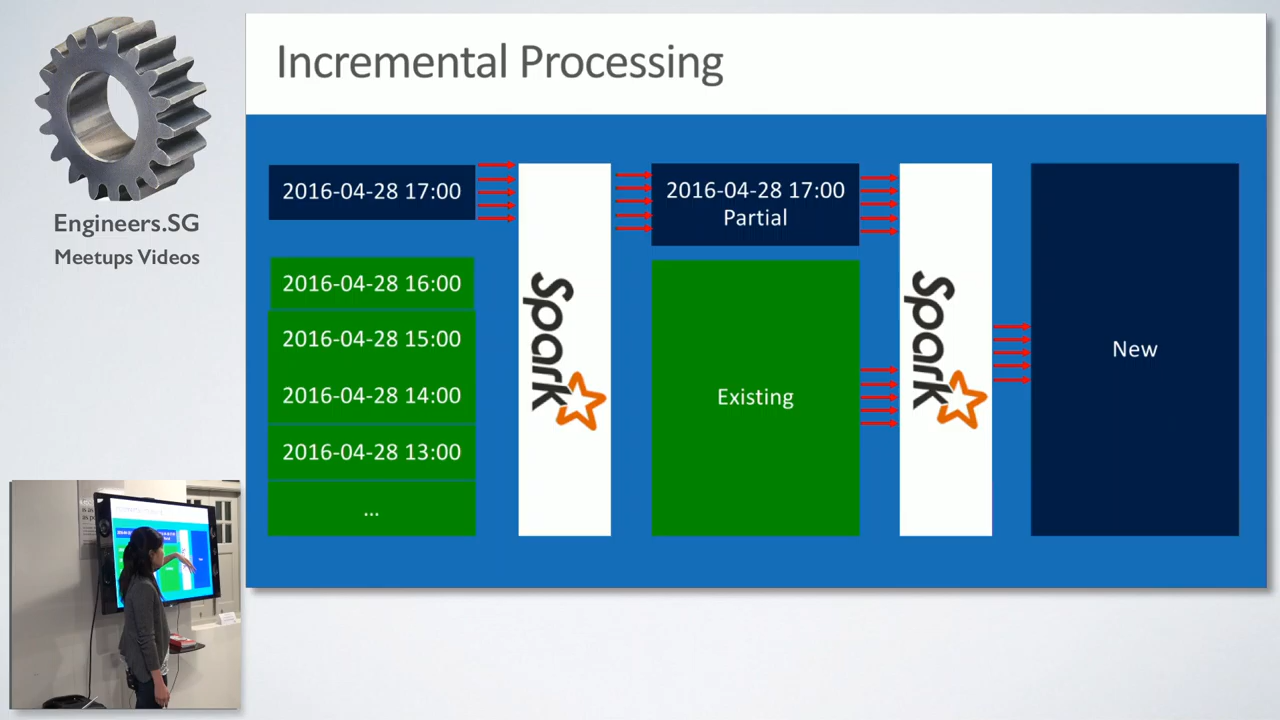 Incremental Processing
Engineers.SG
Meetups Videos
2016-04-28 17:00
2016-04-28 16:00
2016-04-28 15:00
2016-04-28 14:00
2016-04-28 13:00
...
Spark
2016-04-28 17:00
Partial
Existing
Spark
New